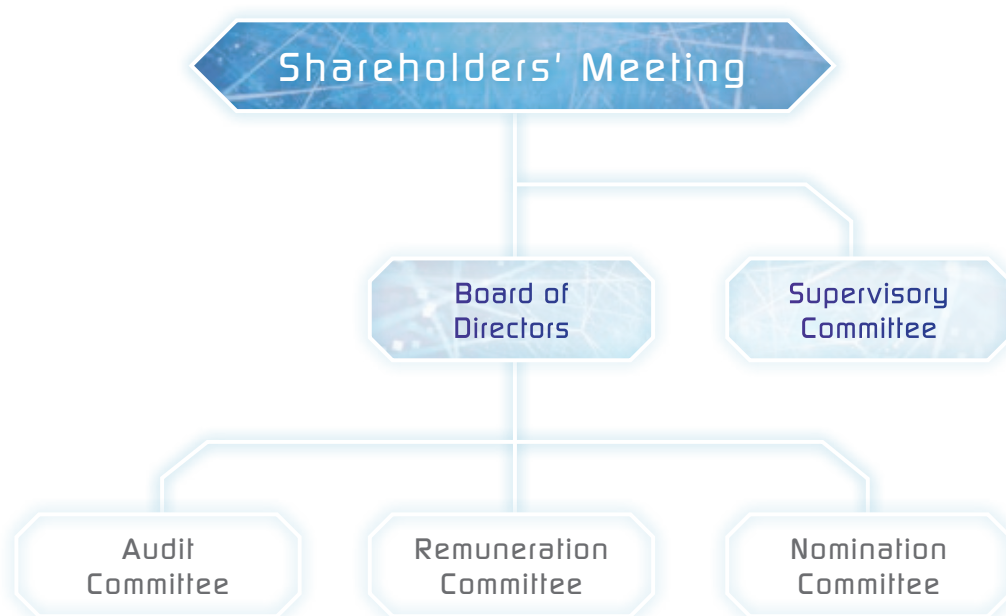 Shareholders' Meeting
Board of
Directors
Supervisory
Committee
Audit
Committee
Remuneration
Committee
Nomination
Committee